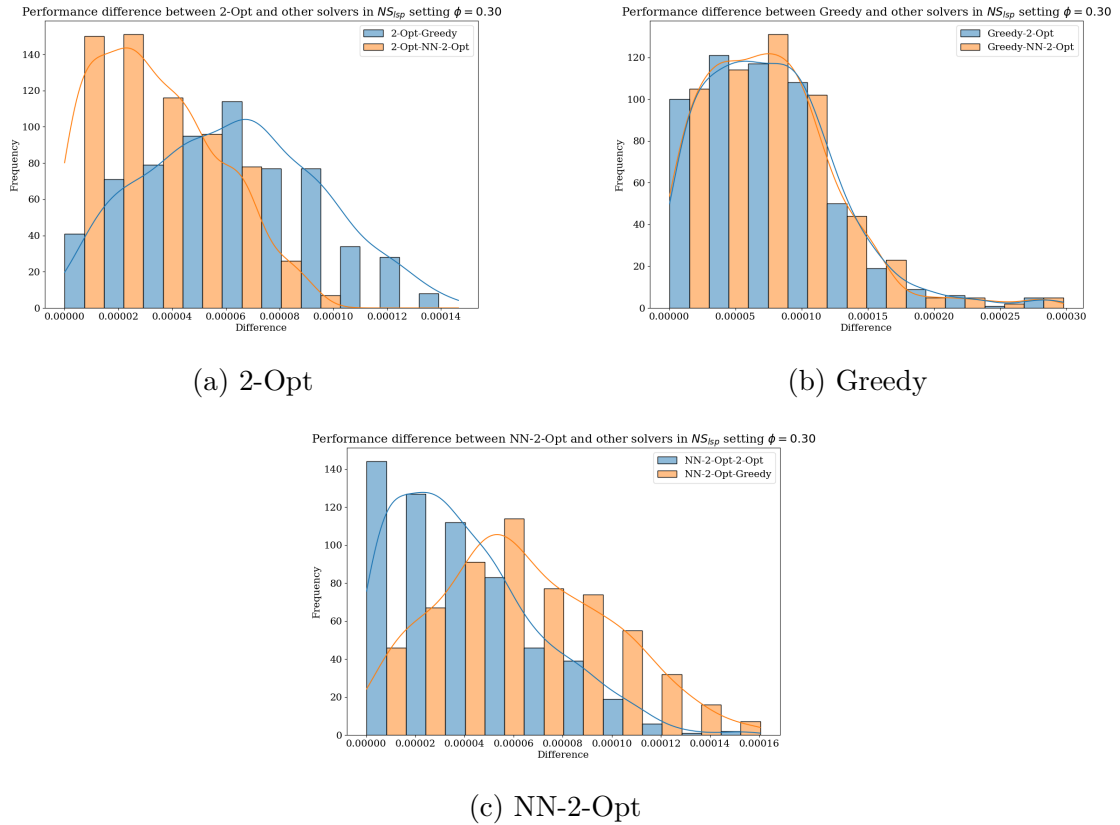 Performance difference between 2-Opt and other solvers in NS_lsp setting ϕ = 0.30
2-Opt-Greedy
2-Opt-NN-2-Opt
140
120
100
80
60
40
20
0
Frequency
0.00000 0.00002 0.00004 0.00006 0.00008 0.00010 0.00012 0.00014
Difference
(a) 2-Opt
Performance difference between Greedy and other solvers in NS_lsp setting ϕ = 0.30
Greedy-2-Opt
Greedy-NN-2-Opt
120
100
80
60
40
20
0
Frequency
0.00000 0.00005 0.00010 0.00015 0.00020 0.00025 0.00030
Difference
(b) Greedy
Performance difference between NN-2-Opt and other solvers in NS_lsp setting ϕ = 0.30
NN-2-Opt-2-Opt
NN-2-Opt-Greedy
140
120
100
80
60
40
20
0
Frequency
0.00000 0.00002 0.00004 0.00006 0.00008 0.00010 0.00012 0.00014 0.00016
Difference
(c) NN-2-Opt